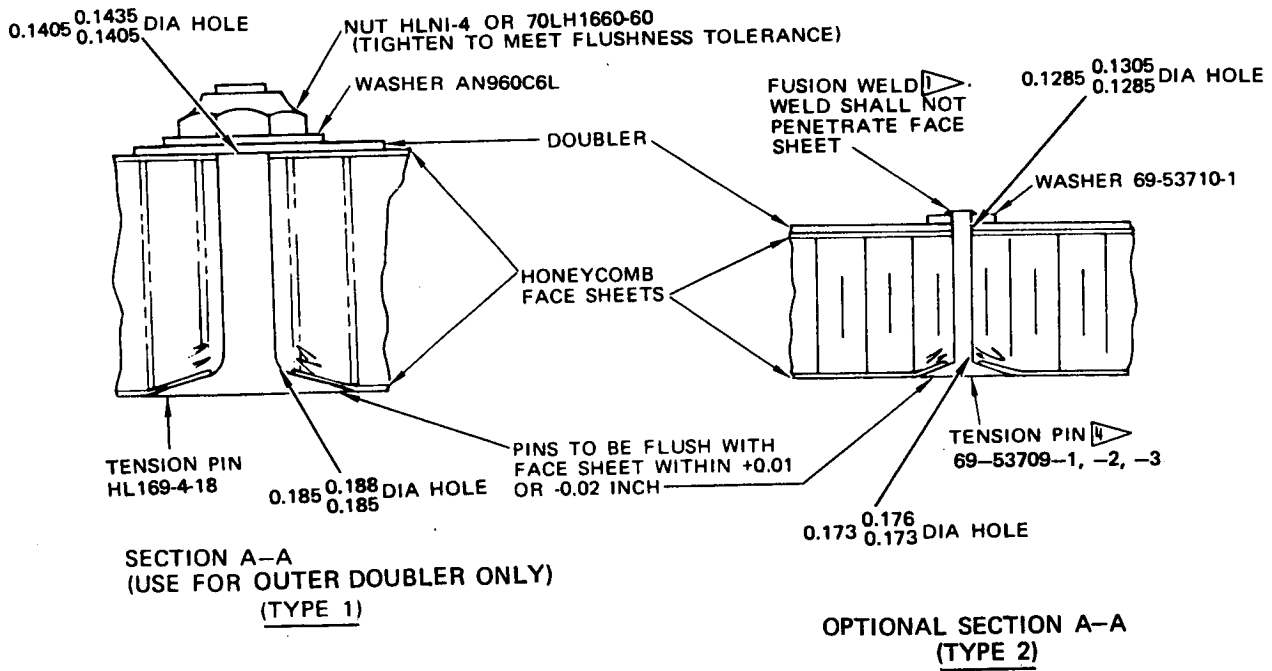 0.1405 0.1435
0.1405 DIA HOLE
NUT HLNI-4 OR 70LH1660-60
(TIGHTEN TO MEET FLUSHNESS TOLERANCE)
WASHER AN960C6L
DOUBLER
FUSION WELD 1
WELD SHALL NOT
PENETRATE FACE
SHEET
0.1285 0.1305
0.1285 DIA HOLE
WASHER 69-53710-1
HONEYCOMB
FACE SHEETS
TENSION PIN
HL169-4-18
0.185 0.188
0.185 DIA HOLE
PINS TO BE FLUSH WITH
FACE SHEET WITHIN +0.01
OR -0.02 INCH
TENSION PIN 4
69-53709-1, -2, -3
0.173 0.176
0.173 DIA HOLE
SECTION A-A
(USE FOR OUTER DOUBLER ONLY)
(TYPE 1)
OPTIONAL SECTION A-A
(TYPE 2)